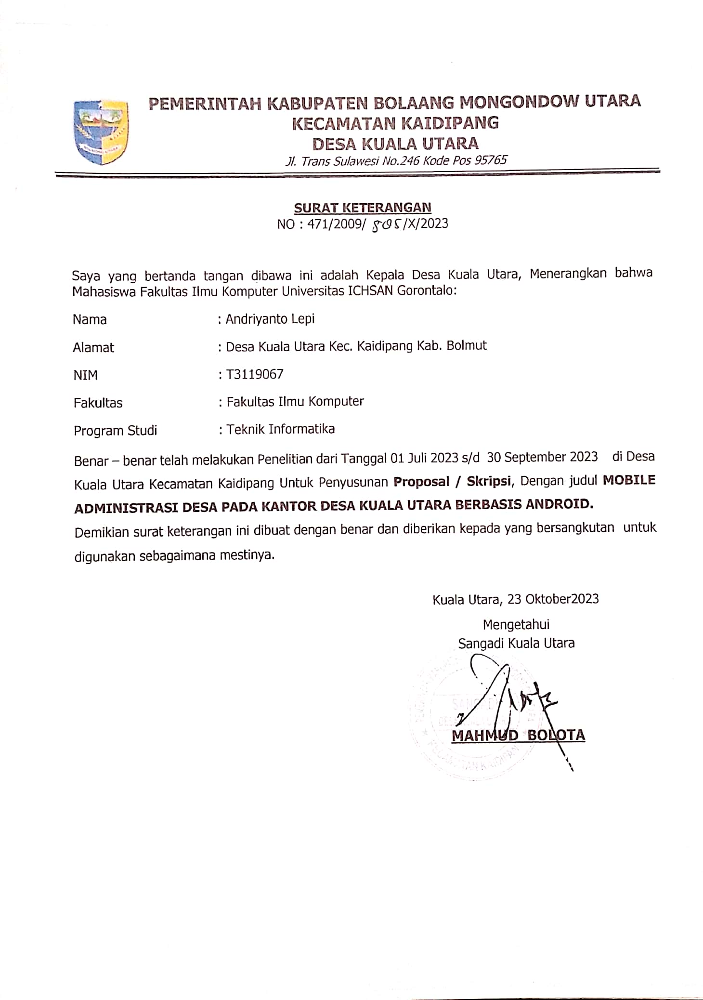 PEMERINTAH KABUPATEN BOLAANG MONGONDOW UTARA
KECAMATAN KAIDIPANG
DESA KUALA UTARA
Jl. Trans Sulawesi No.246 Kode Pos 95765
SURAT KETERANGAN
NO : 471/2009/ /X/2023
Saya yang bertanda tangan dibawa ini adalah Kepala Desa Kuala Utara, Menerangkan bahwa
Mahasiswa Fakultas Ilmu Komputer Universitas ICHSAN Gorontalo:
Nama : Andriyanto Lepi
Alamat : Desa Kuala Utara Kec. Kaidipang Kab. Bolmut
NIM : T3119067
Fakultas : Fakultas Ilmu Komputer
Program Studi : Teknik Informatika
Benar – benar telah melakukan Penelitian dari Tanggal 01 Juli 2023 s/d 30 September 2023 di Desa
Kuala Utara Kecamatan Kaidipang Untuk Penyusunan Proposal / Skripsi, Dengan judul MOBILE
ADMINISTRASI DESA PADA KANTOR DESA KUALA UTARA BERBASIS ANDROID.
Demikian surat keterangan ini dibuat dengan benar dan diberikan kepada yang bersangkutan untuk
digunakan sebagaimana mestinya.
Kuala Utara, 23 Oktober2023
Mengetahui
Sangadi Kuala Utara
MAHMUD BOLOTA